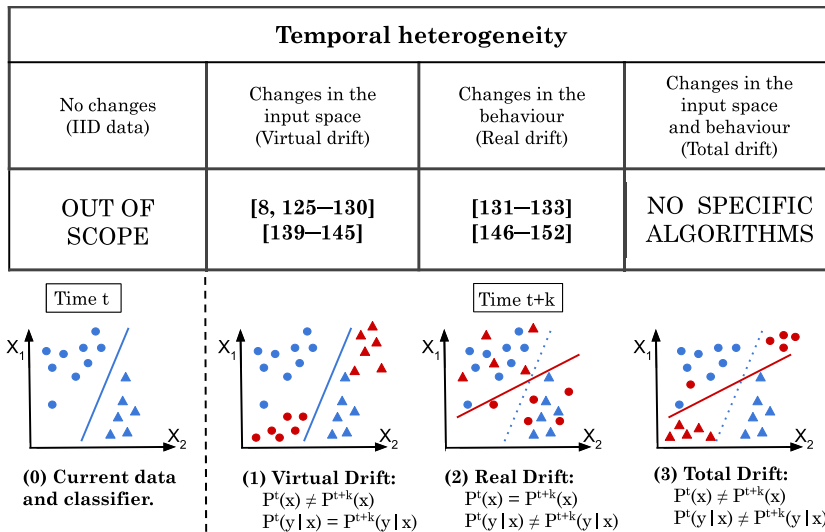 Temporal heterogeneity
No changes
(IID data)
Changes in the
input space
(Virtual drift)
Changes in the
behaviour
(Real drift)
Changes in the
input space
and behaviour
(Total drift)
OUT OF
SCOPE
[8, 125—130]
[139—145]
[131—133]
[146—152]
NO SPECIFIC
ALGORITHMS
Time t
Time t+k
X1
X2
X1
X2
X1
X2
X1
X2
(0) Current data
and classifier.
(1) Virtual Drift:
Pᵗ(x) ≠ Pᵗ⁺ᵏ(x)
Pᵗ(y|x) = Pᵗ⁺ᵏ(y|x)
(2) Real Drift:
Pᵗ(x) = Pᵗ⁺ᵏ(x)
Pᵗ(y|x) ≠ Pᵗ⁺ᵏ(y|x)
(3) Total Drift:
Pᵗ(x) ≠ Pᵗ⁺ᵏ(x)
Pᵗ(y|x) ≠ Pᵗ⁺ᵏ(y|x)